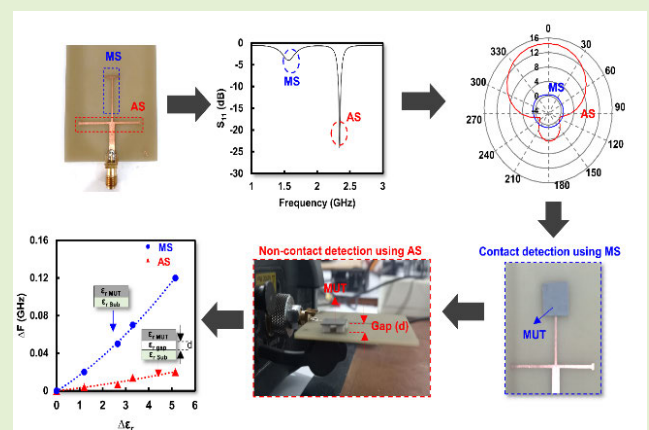 MS
AS
0
-5
-10
-15
-20
-25
-30
S11 (dB)
MS
AS
1 1.5 2 2.5 3
Frequency (GHz)
0
30
60
90
120
150
180
210
240
270
300
330
16
12
8
4
0
-4
MS
AS
0.16
0.12
0.08
0.04
0
ΔF (GHz)
MS
AS
εr MUT
εr Sub
εr MUT
εr gap
εr Sub
d
0 1 2 3 4 5 6
Δεr
Non-contact detection using AS
MUT
Gap (d)
Contact detection using MS
MUT